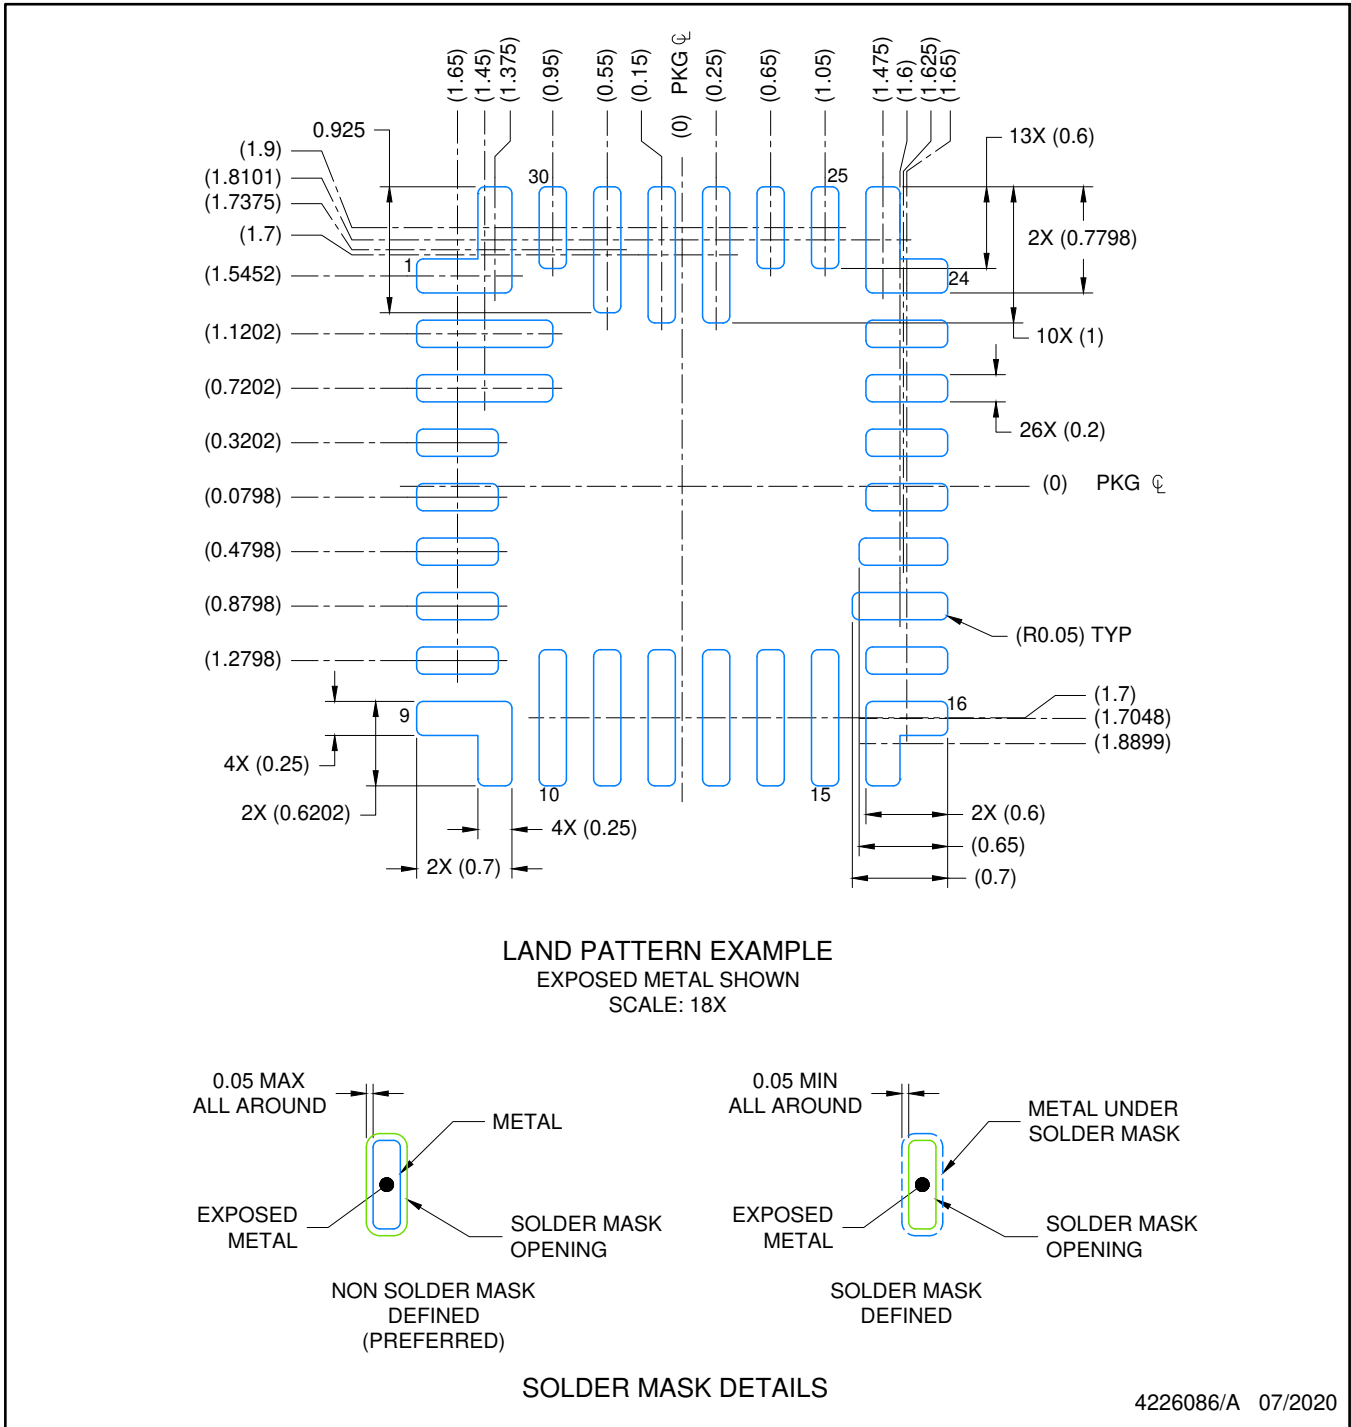 (1.65)
(1.45)
(1.375)
(0.95)
(0.55)
(0.15)
(0) PKG ℄
(0.25)
(0.65)
(1.05)
(1.475)
(1.6)
(1.625)
(1.65)
0.925
13X (0.6)
(1.9)
(1.8101)
(1.7375)
(1.7)
(1.5452)
30
25
2X (0.7798)
1
24
(1.1202)
10X (1)
(0.7202)
26X (0.2)
(0.3202)
(0.0798)
(0) PKG ℄
(0.4798)
(0.8798)
(R0.05) TYP
(1.2798)
(1.7)
9
16
(1.7048)
(1.8899)
4X (0.25)
10
15
2X (0.6202)
4X (0.25)
2X (0.6)
(0.65)
2X (0.7)
(0.7)
LAND PATTERN EXAMPLE
EXPOSED METAL SHOWN
SCALE: 18X
0.05 MAX
ALL AROUND
METAL
EXPOSED
METAL
SOLDER MASK
OPENING
NON SOLDER MASK
DEFINED
(PREFERRED)
0.05 MIN
ALL AROUND
METAL UNDER
SOLDER MASK
EXPOSED
METAL
SOLDER MASK
OPENING
SOLDER MASK
DEFINED
SOLDER MASK DETAILS
4226086/A 07/2020